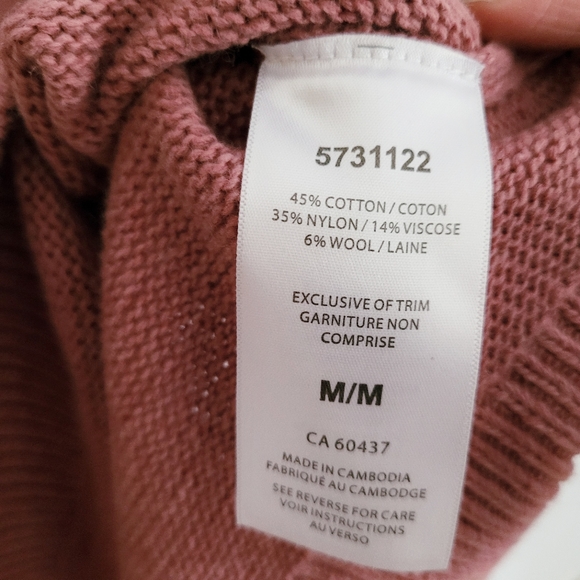 5731122
45% COTTON / COTON
35% NYLON / 14% VISCOSE
6% WOOL / LAINE
EXCLUSIVE OF TRIM
GARNITURE NON
COMPRISE
M/M
CA 60437
MADE IN CAMBODIA
FABRIQUÉ AU CAMBODGE
SEE REVERSE FOR CARE
VOIR INSTRUCTIONS
AU VERSO